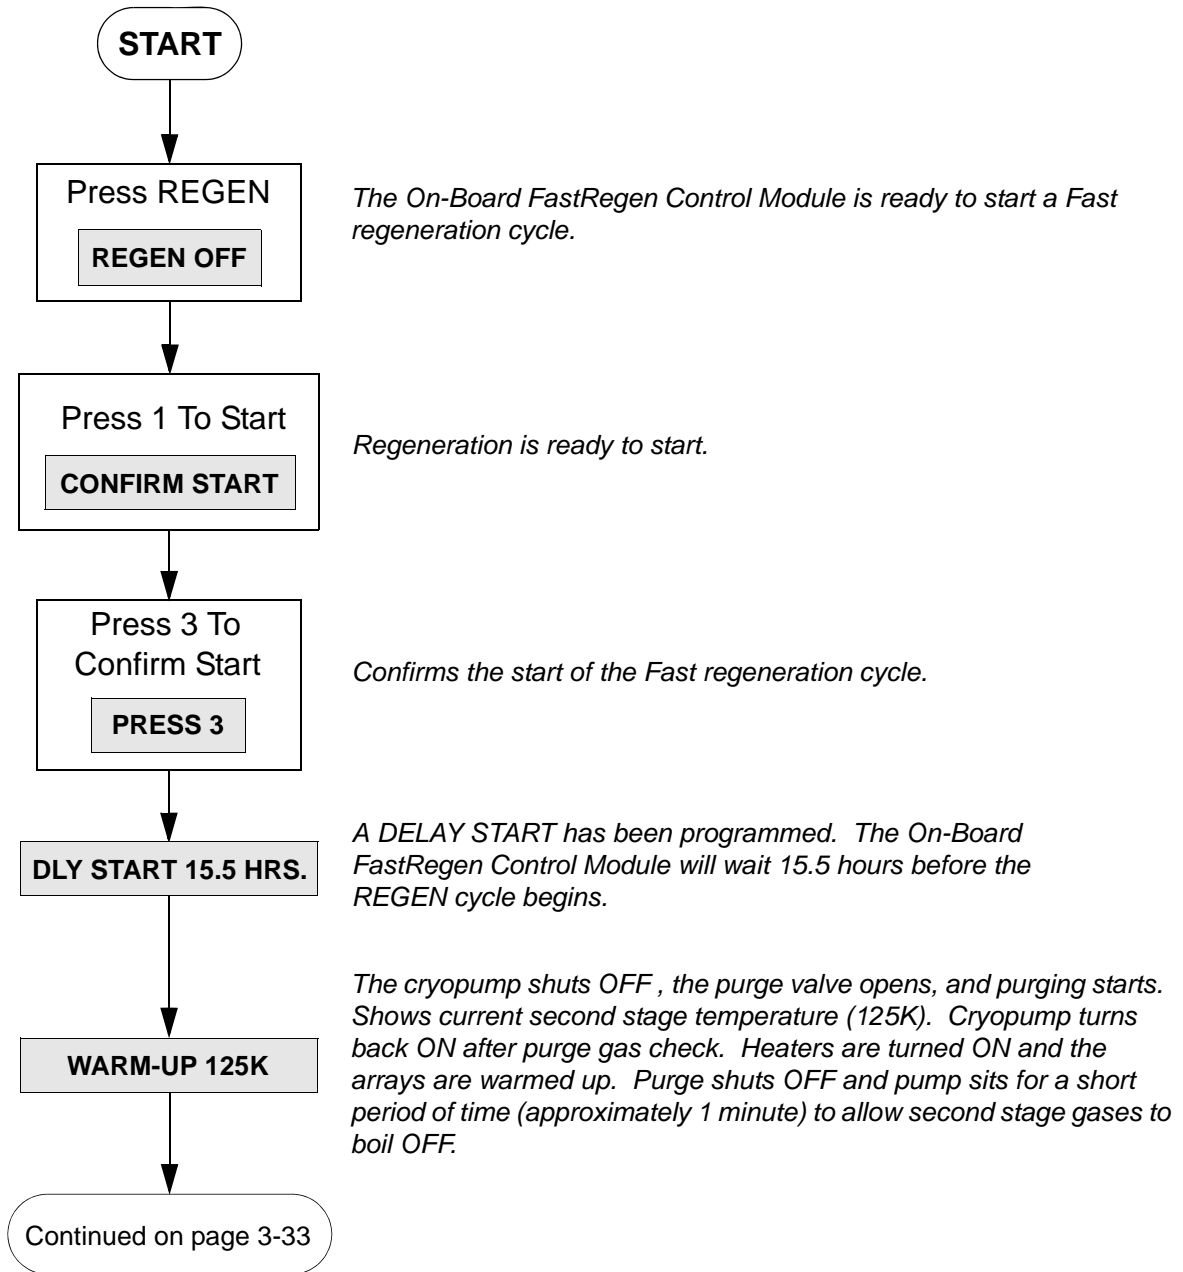 START
Press REGEN
REGEN OFF
The On-Board FastRegen Control Module is ready to start a Fast
regeneration cycle.
Press 1 To Start
CONFIRM START
Regeneration is ready to start.
Press 3 To
Confirm Start
PRESS 3
Confirms the start of the Fast regeneration cycle.
DLY START 15.5 HRS.
A DELAY START has been programmed.  The On-Board
FastRegen Control Module will wait 15.5 hours before the
REGEN cycle begins.
WARM-UP 125K
The cryopump shuts OFF , the purge valve opens, and purging starts.
Shows current second stage temperature (125K).  Cryopump turns
back ON after purge gas check.  Heaters are turned ON and the
arrays are warmed up.  Purge shuts OFF and pump sits for a short
period of time (approximately 1 minute) to allow second stage gases to
boil OFF.
Continued on page 3-33